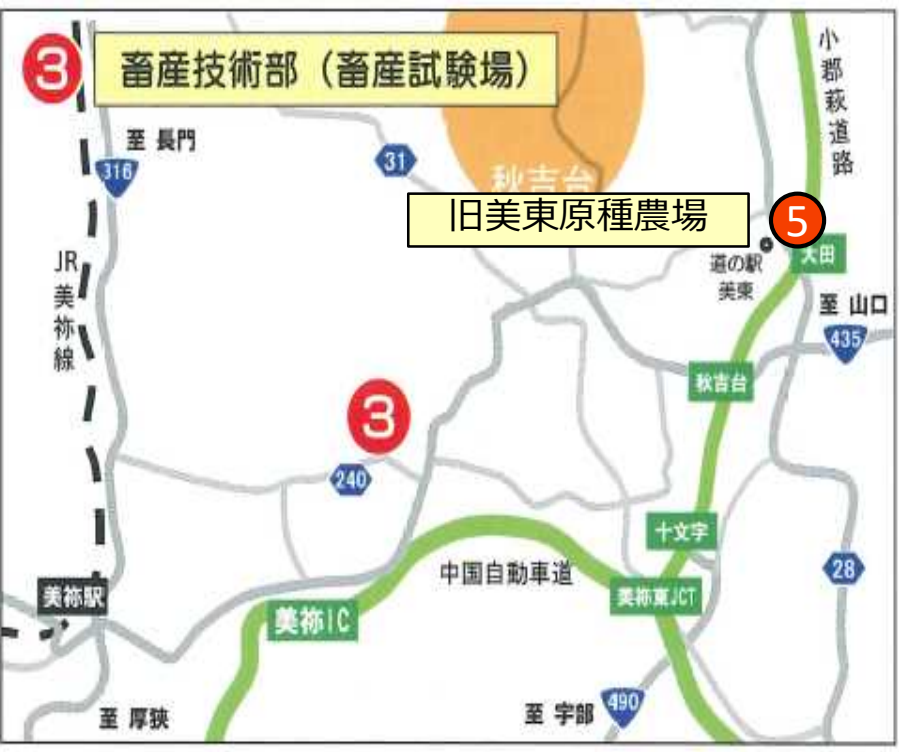 3
畜産技術部（畜産試験場）
小郡萩道路
至 長門
316
31
秋吉台
旧美東原種農場
5
道の駅
美東
大田
JR美祢線
至 山口
435
秋吉台
3
240
十文字
中国自動車道
28
美祢駅
美祢IC
美祢東JCT
至 厚狭
至 宇部
490